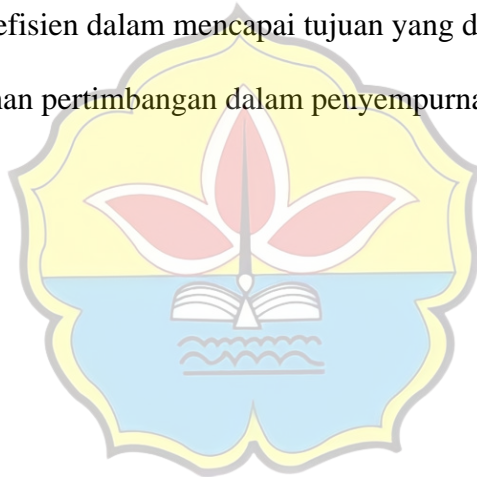 efisien dalam mencapai tujuan yang d
an pertimbangan dalam penyempurna